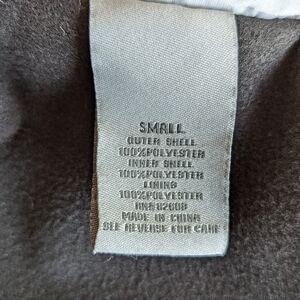 SMALL
OUTER SHELL
100%POLYESTER
INNER SHELL
100%POLYESTER
LINING
100%POLYESTER
MADE IN CHINA
SEE REVERSE FOR CARE